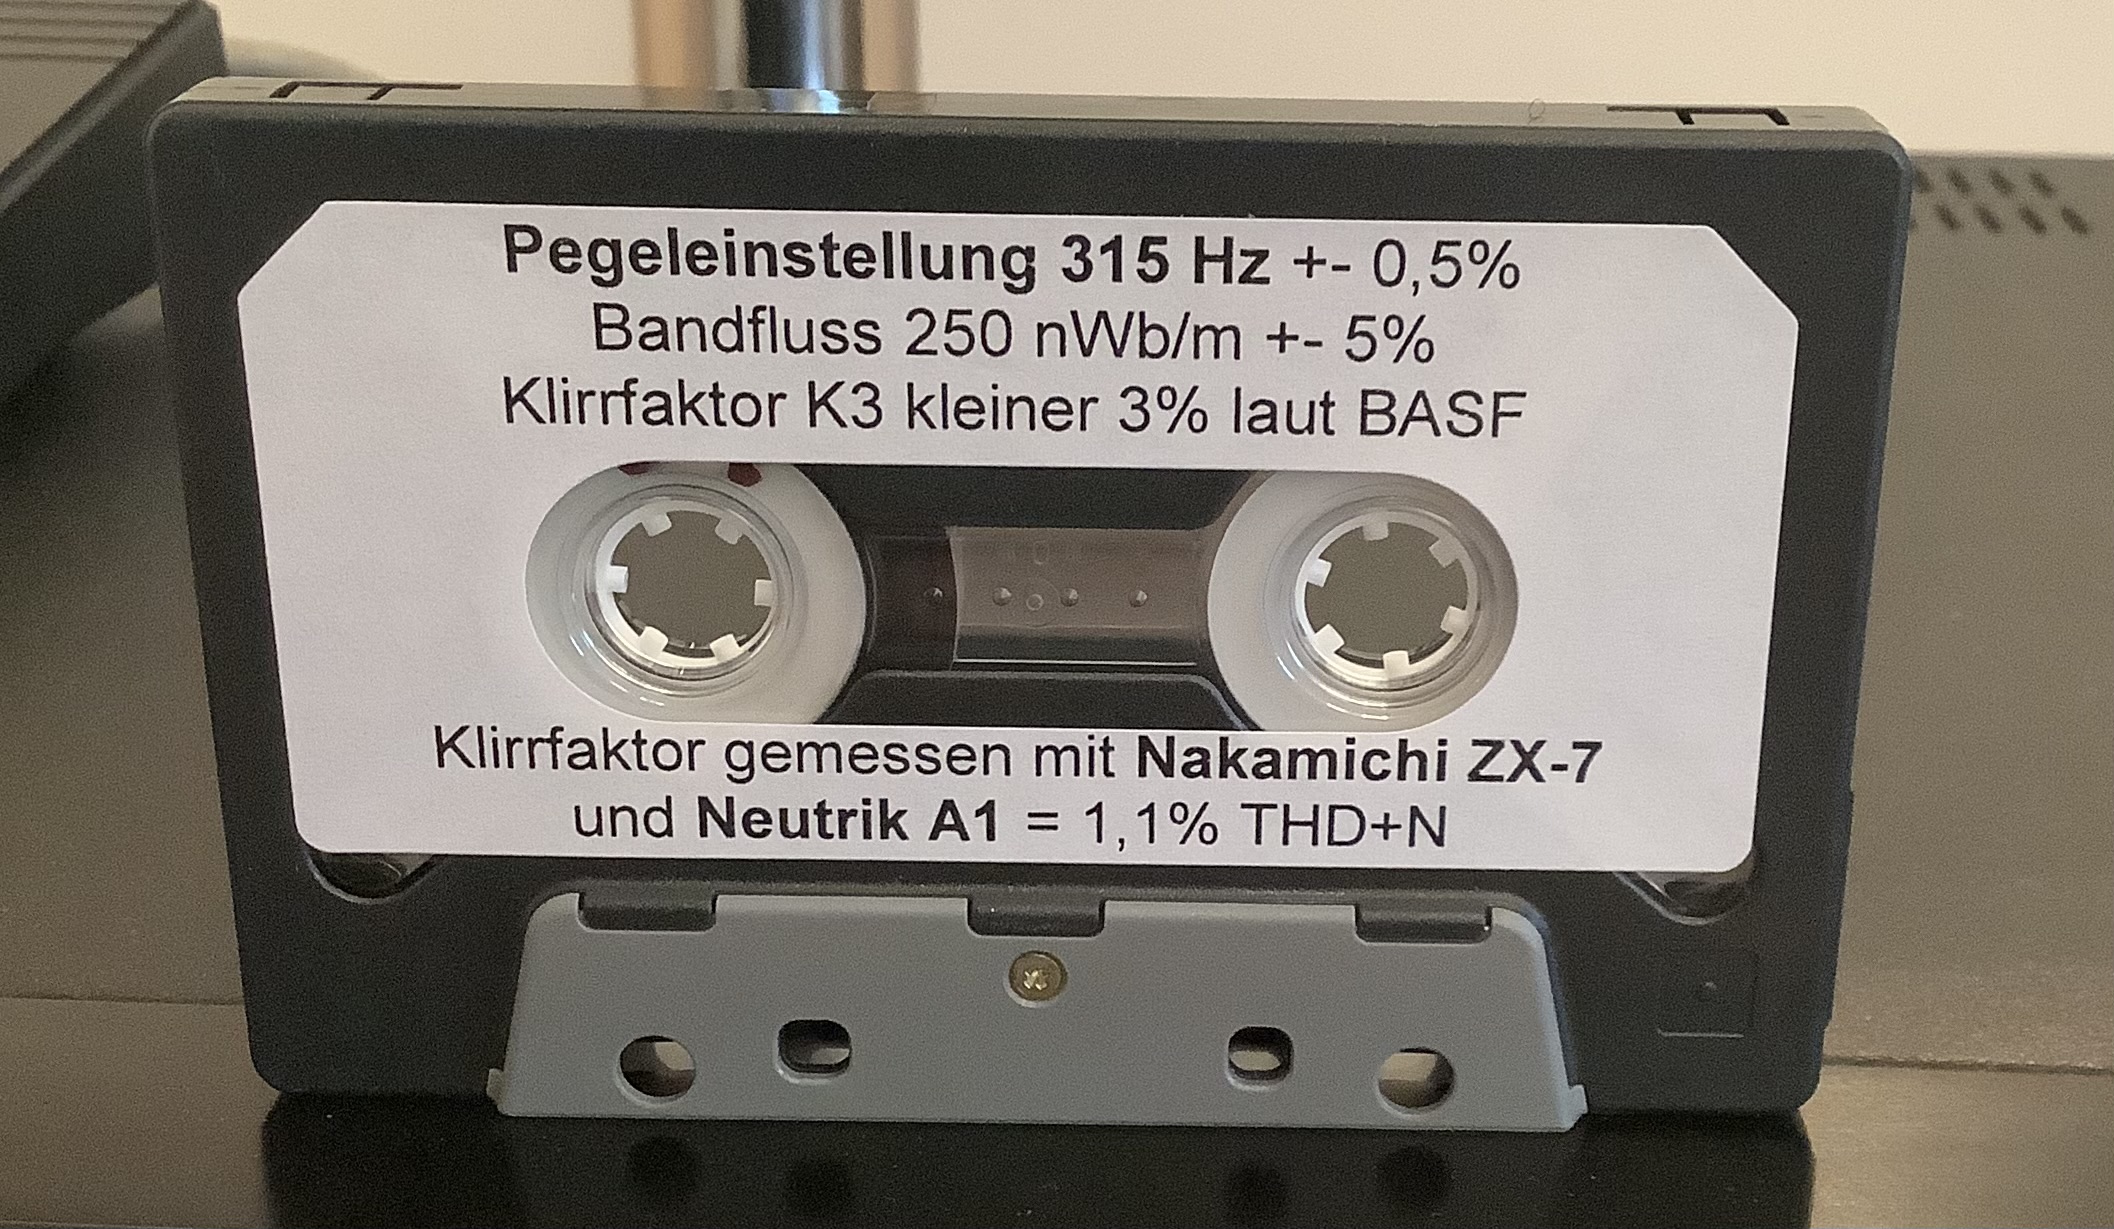 Pegeleinstellung 315 Hz +- 0,5%
Bandfluss 250 nWb/m +- 5%
Klirrfaktor K3 kleiner 3% laut BASF
Klirrfaktor gemessen mit Nakamichi ZX-7
und Neutrik A1 = 1,1% THD+N